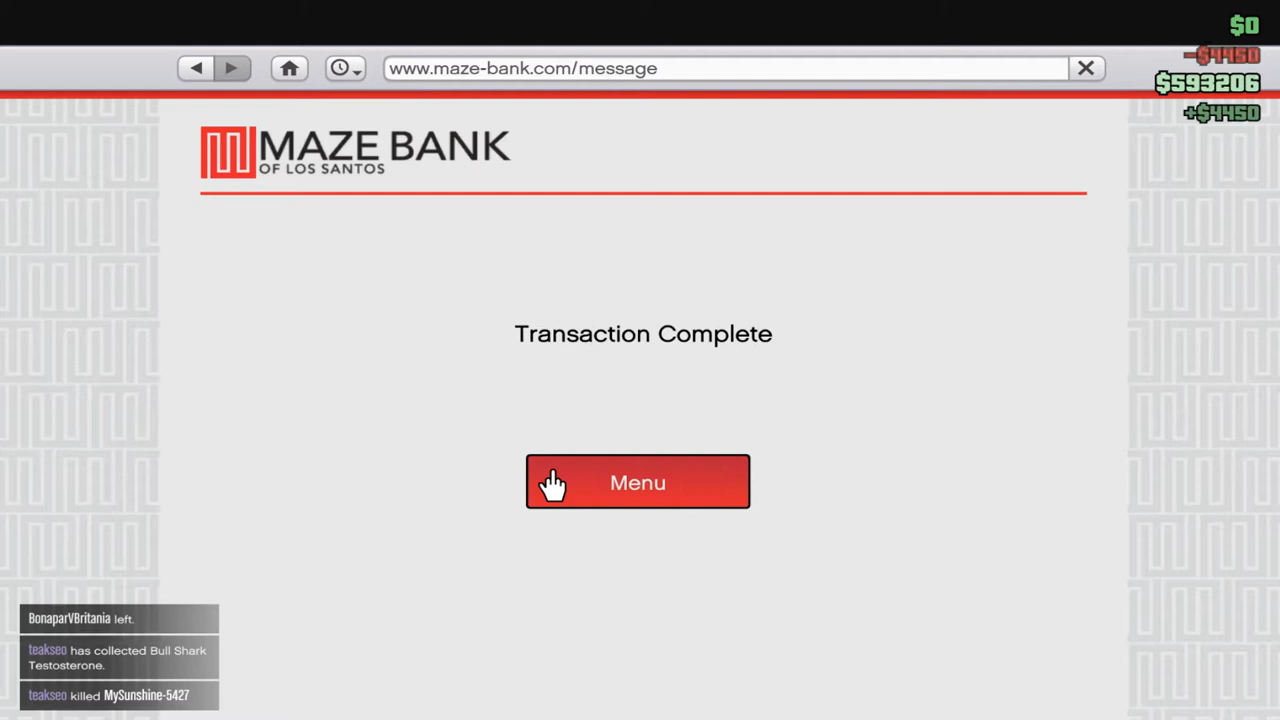 $0
-$4450
www.maze-bank.com/message
$593206
+$4450
MAZE BANK
OF LOS SANTOS
Transaction Complete
Menu
BonaparVBritania left.
teakseo has collected Bull Shark
Testosterone.
teakseo killed MySunshine-5427